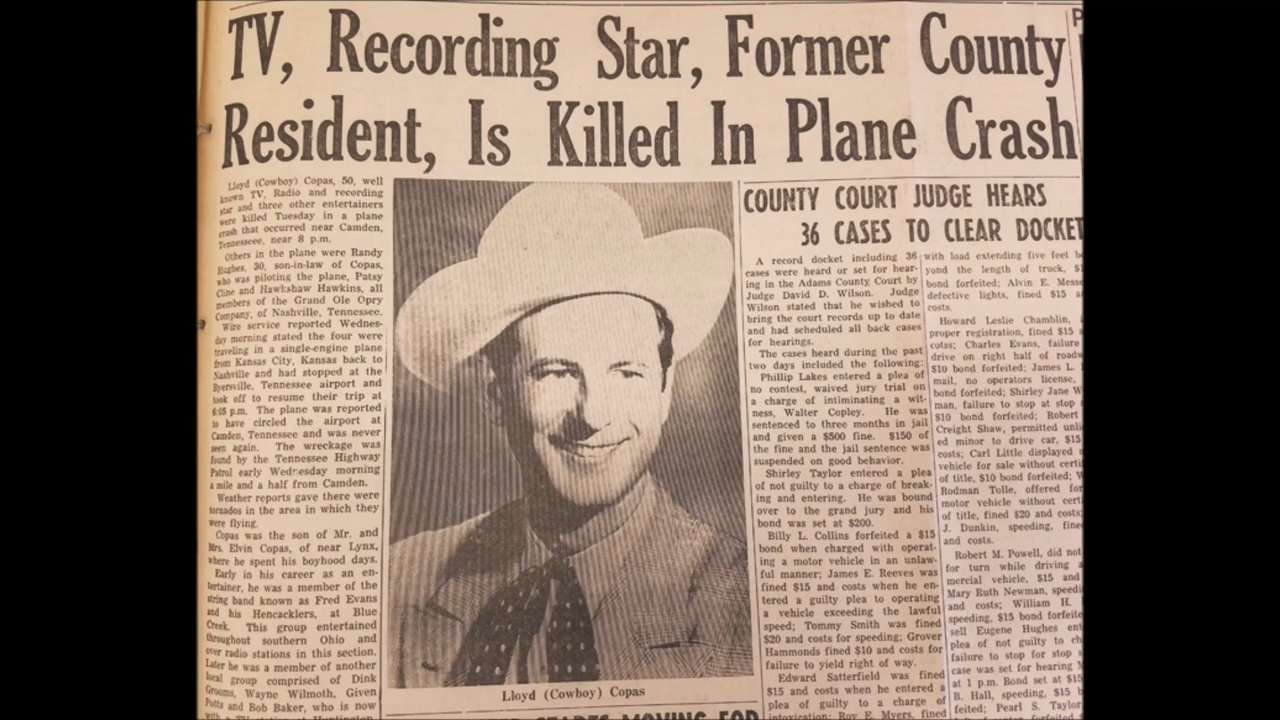 TV, Recording Star, Former County
Resident, Is Killed In Plane Crash
Lloyd (Cowboy) Copas, 50, well
known TV, Radio and recording
star and three other entertainers
were killed Tuesday in a plane
crash that occurred near Camden,
Tennesseee, near 8 p.m.
Others in the plane were Randy
Hughes, 30, son-in-law of Copas,
who was piloting the plane, Patsy
Cline and Hawkshaw Hawkins, all
members of the Grand Ole Opry
Company, of Nashville, Tennessee.
Wire service reported Wednes-
day morning stated the four were
traveling in a single-engine plane
from Kansas City, Kansas back to
Nashville and had stopped at the
Byersville, Tennessee airport and
took off to resume their trip at
6:05 p.m. The plane was reported
to have circled the airport at
Camden, Tennessee and was never
seen again. The wreckage was
found by the Tennessee Highway
Patrol early Wednesday morning
a mile and a half from Camden.
Weather reports gave there were
tornados in the area in which they
were flying.
Copas was the son of Mr. and
Mrs. Elvin Copas, of near Lynx,
where he spent his boyhood days.
Early in his career as an en-
tertainer, he was a member of the
string band known as Fred Evans
and his Hencacklers, at Blue
Creek. This group entertained
throughout southern Ohio and
over radio stations in this section.
Later he was a member of another
local group comprised of Dink
Grooms, Wayne Wilmoth, Given
Potts and Bob Baker, who is now
Lloyd (Cowboy) Copas
COUNTY COURT JUDGE HEARS
36 CASES TO CLEAR DOCKET
A record docket including 36
cases were heard or set for hear-
ing in the Adams County Court by
Judge David D. Wilson. Judge
Wilson stated that he wished to
bring the court records up to date
and had scheduled all back cases
for hearings.
The cases heard during the past
two days included the following:
Phillip Lakes entered a plea of
no contest, waived jury trial on
a charge of intiminating a wit-
ness, Walter Copley. He was
sentenced to three months in jail
and given a $500 fine. $150 of
the fine and the jail sentence was
suspended on good behavior.
Shirley Taylor entered a plea
of not guilty to a charge of break-
ing and entering. He was bound
over to the grand jury and his
bond was set at $200.
Billy L. Collins forfeited a $15
bond when charged with operat-
ing a motor vehicle in an unlaw-
ful manner; James E. Reeves was
fined $15 and costs when he en-
tered a guilty plea to operating
a vehicle exceeding the lawful
speed; Tommy Smith was fined
$20 and costs for speeding; Grover
Hammonds fined $10 and costs for
failure to yield right of way.
Edward Satterfield was fined
$15 and costs when he entered a
plea of guilty to a charge of
intoxication; Roy E. Myers, fined
with load extending five feet be
yond the length of truck,
bond forfeited; Alvin E. Messe
defective lights, fined $15 a
costs.
Howard Leslie Chamblin,
proper registration, fined $15
cotss; Charles Evans, failure
drive on right half of roadw
$10 bond forfeited; James L.
mail, no operators license,
bond forfeited; Shirley Jane W
man, failure to stop at stop
$10 bond forfeited; Robert
Creight Shaw, permitted unli
ed minor to drive car, $15
costs; Carl Little displayed
vehicle for sale without certi
of title, $10 bond forfeited; W
Rodman Tolle, offered for
motor vehicle without cert
of title, fined $20 and costs;
J. Dunkin, speeding, fine
and costs.
Robert M. Powell, did not
for turn while driving a
mercial vehicle, $15 and
Mary Ruth Newman, speedi
and costs; William H.
speeding, $15 bond forfeite
sell Eugene Hughes ent
plea of not guilty to ch
failure to stop for stop s
case was set for hearing
at 1 p.m. Bond set at $15
B. Hall, speeding, $15 b
feited; Pearl S. Taylor